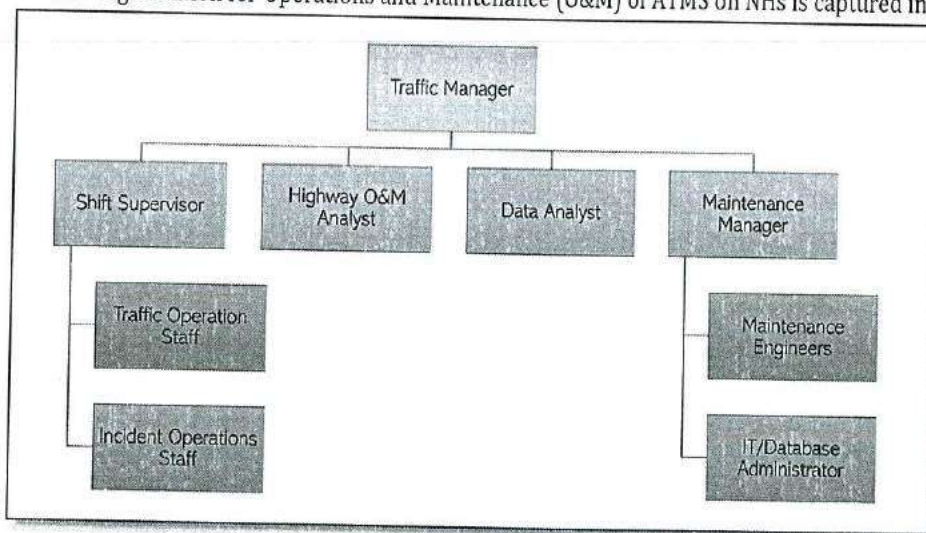 for Operations and Maintenance (O&M) of ATMS on NHs is captured in
Traffic Manager
Shift Supervisor
Highway O&M
Analyst
Data Analyst
Maintenance
Manager
Traffic Operation
Staff
Maintenance
Engineers
Incident Operations
Staff
IT/Database
Administrator